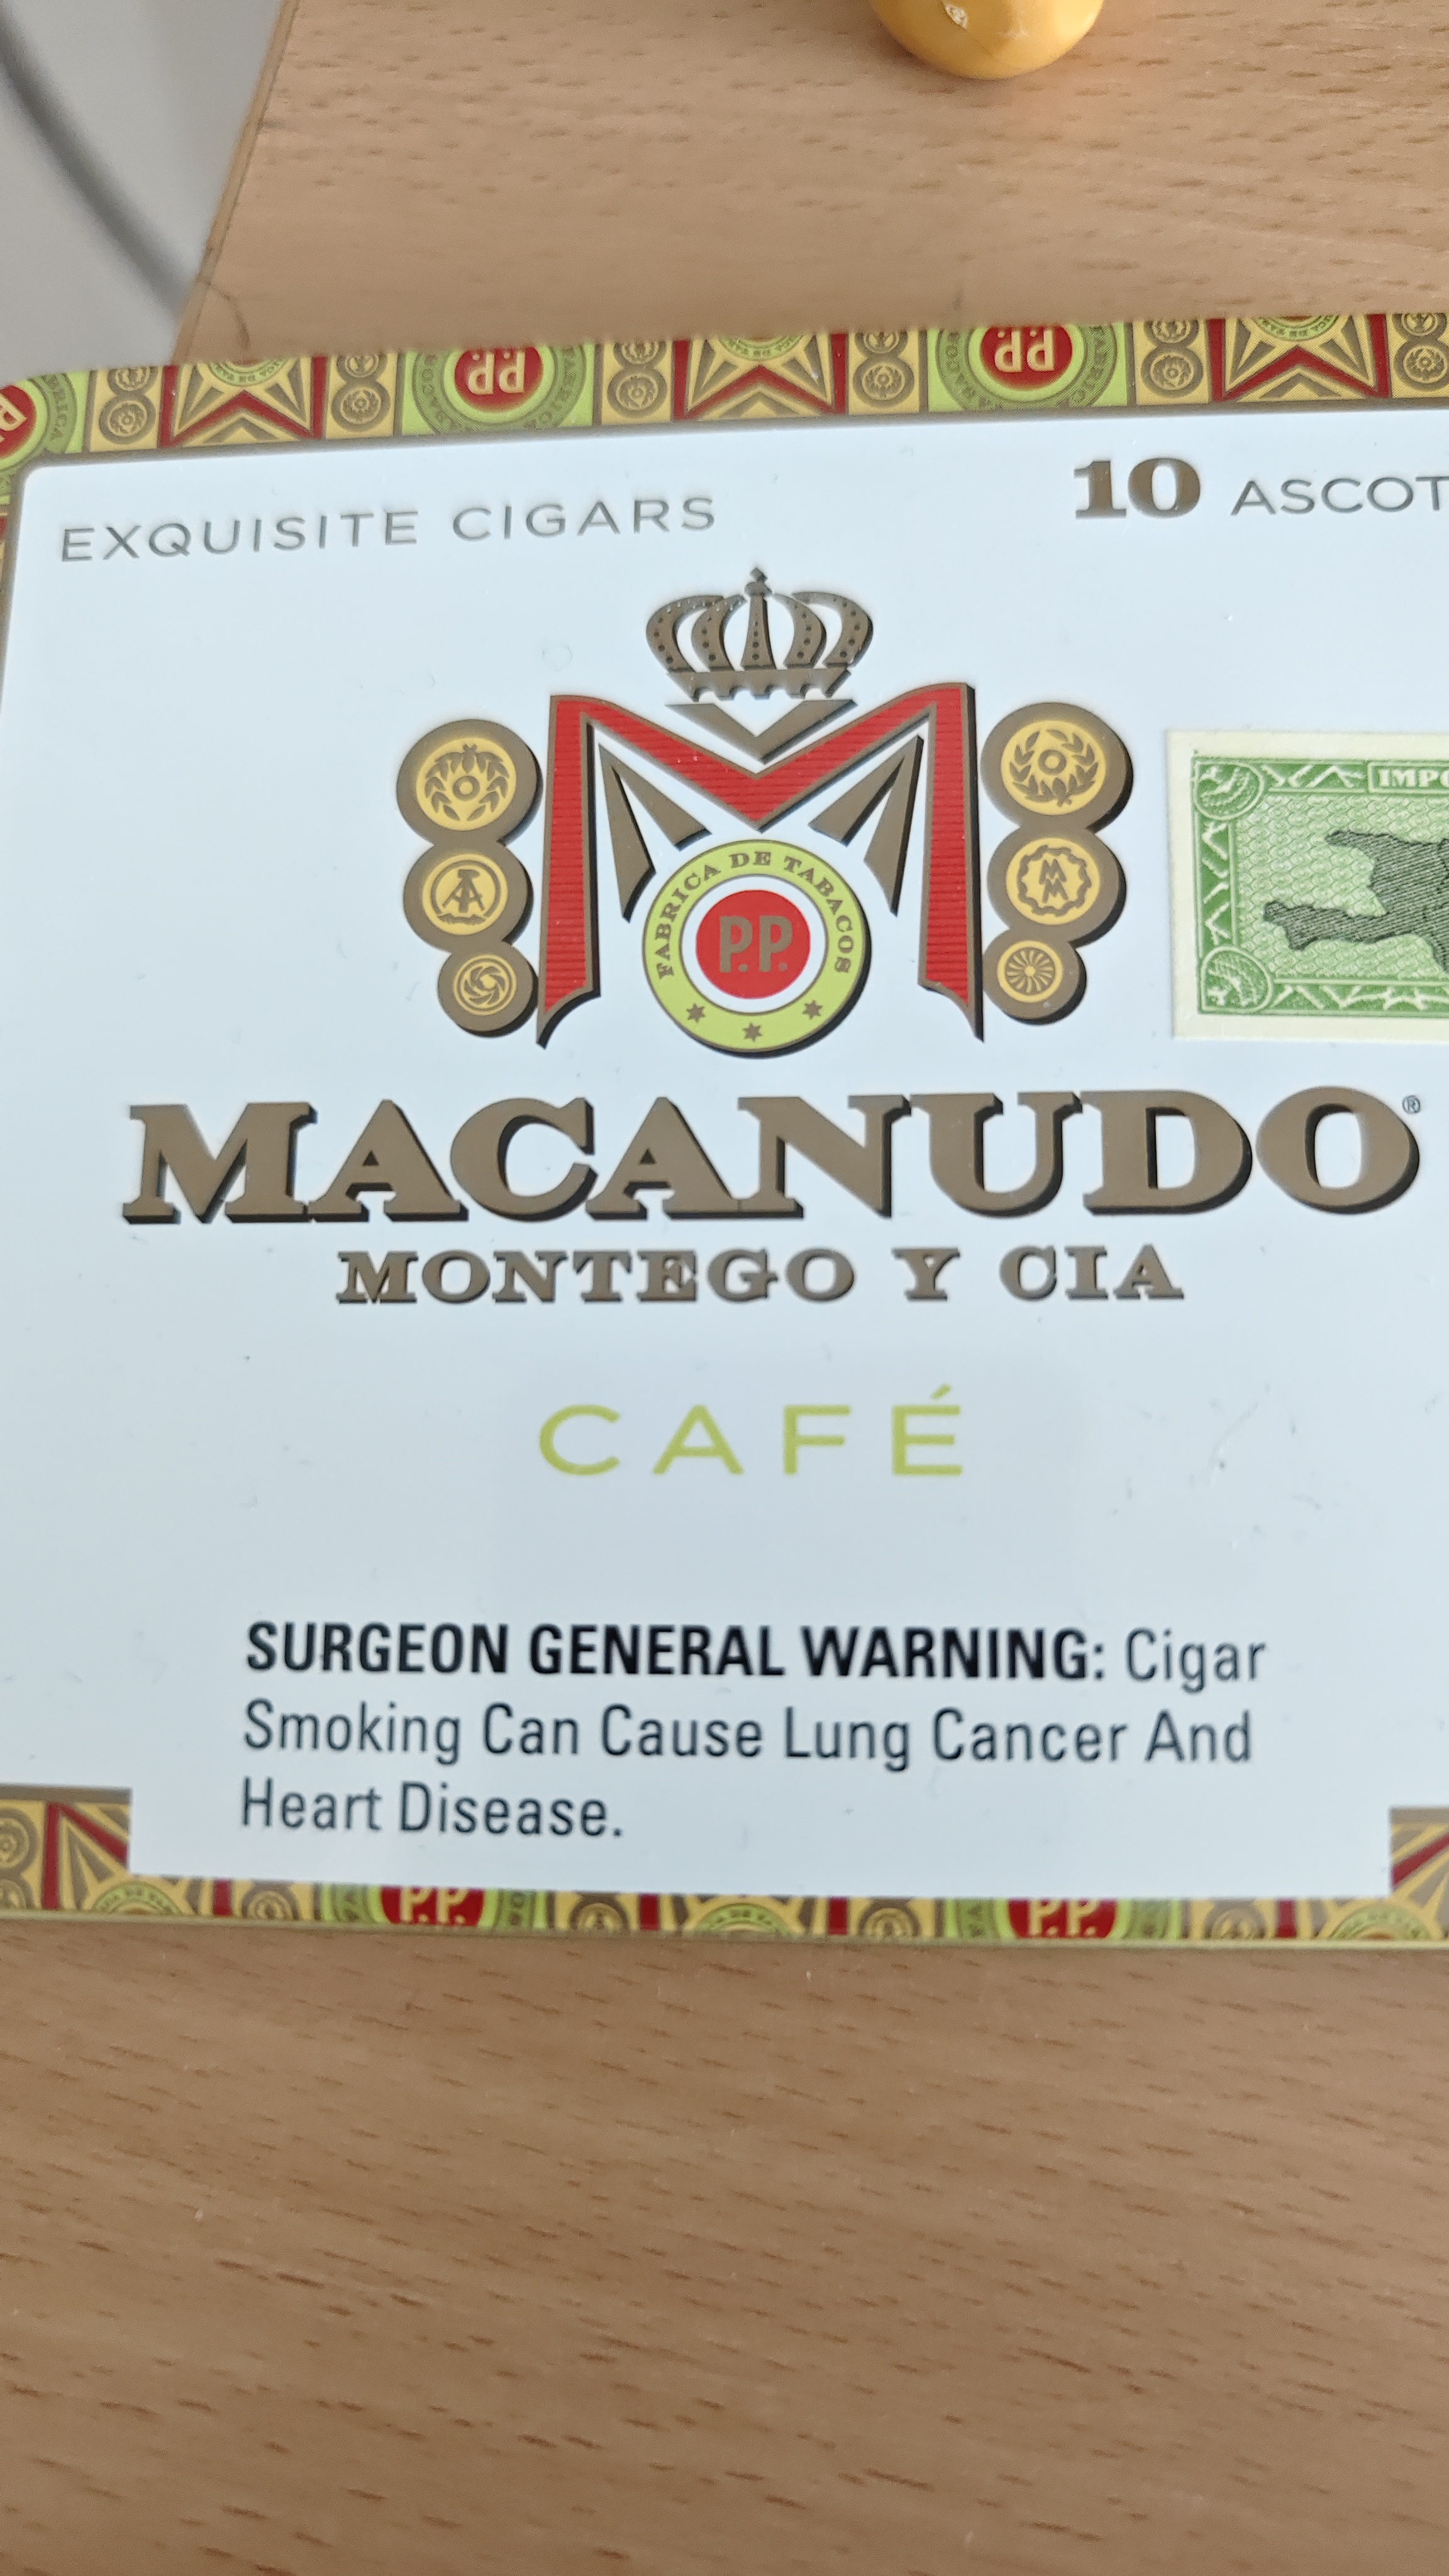 P.P.
P.P.
EXQUISITE CIGARS
10 ASCOT
IMPO
FABRICA DE TABACOS
P.P.
MACANUDO®
MONTEGO Y CIA
CAFÉ
SURGEON GENERAL WARNING: Cigar
Smoking Can Cause Lung Cancer And
Heart Disease.
P.P.
P.P.